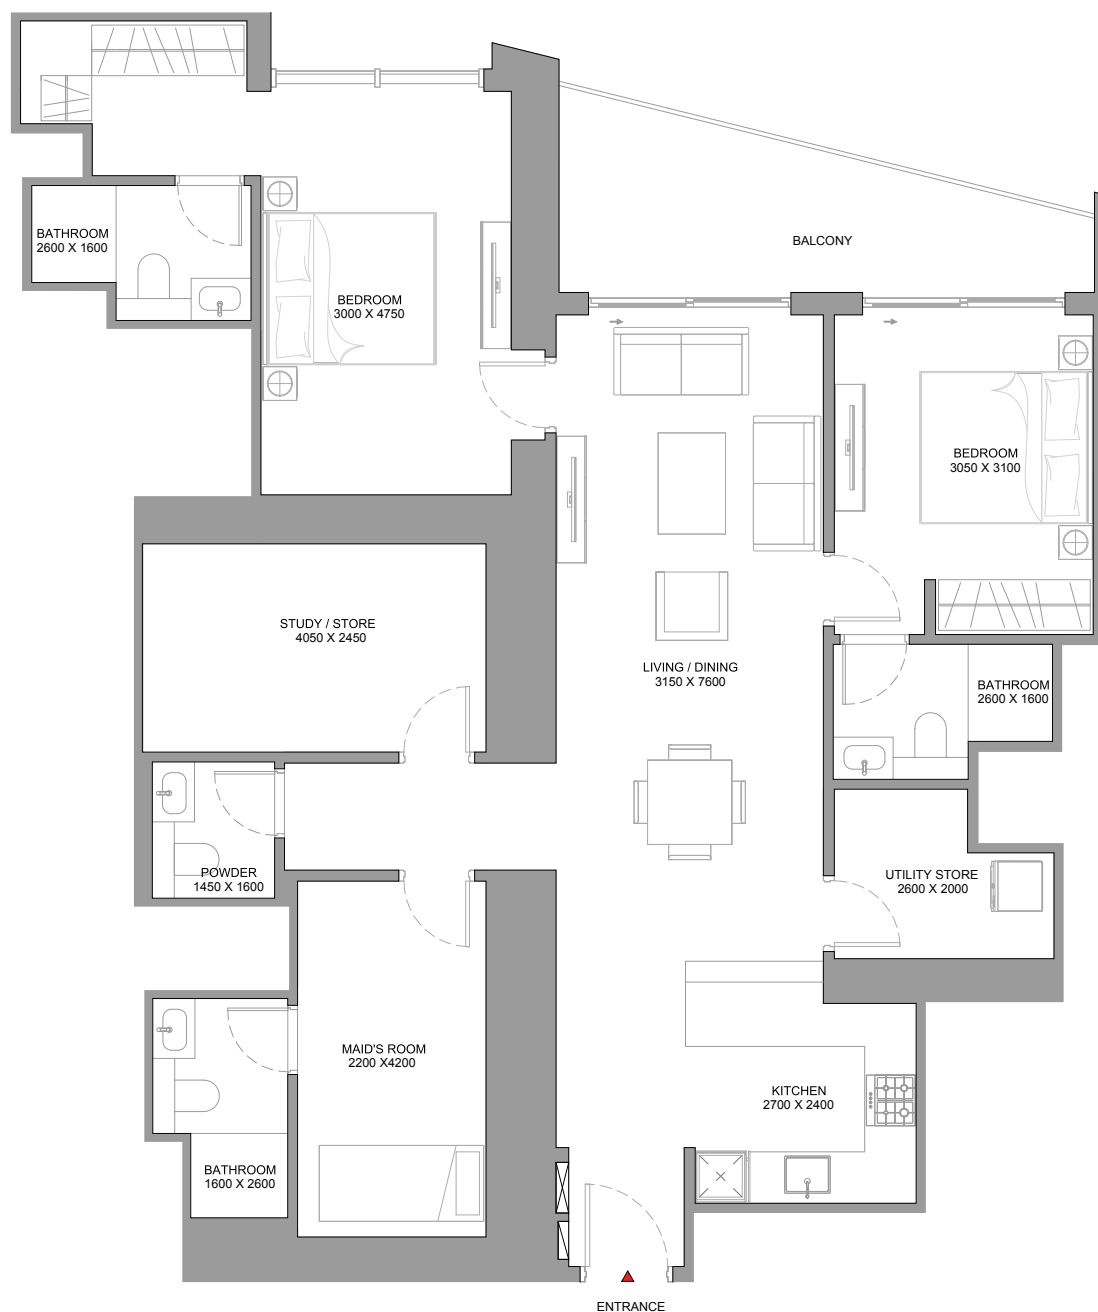 BATHROOM
2600 X 1600
BALCONY
BEDROOM
3000 X 4750
BEDROOM
3050 X 3100
STUDY / STORE
4050 X 2450
LIVING / DINING
3150 X 7600
BATHROOM
2600 X 1600
POWDER
1450 X 1600
UTILITY STORE
2600 X 2000
MAID'S ROOM
2200 X4200
KITCHEN
2700 X 2400
BATHROOM
1600 X 2600
ENTRANCE